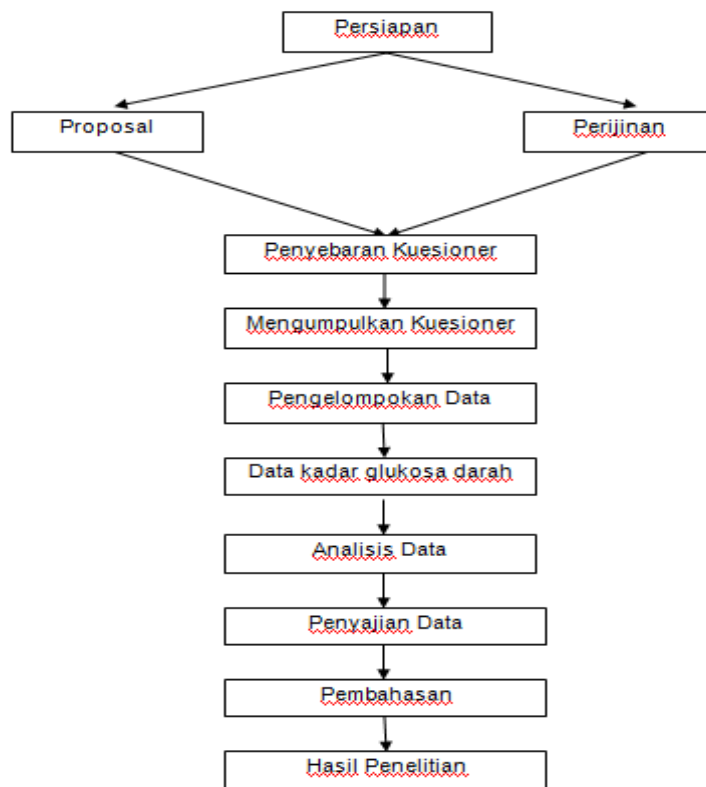 Persiapan
Proposal
Perijinan
Penyebaran Kuesioner
Mengumpulkan Kuesioner
Pengelompokan Data
Data kadar glukosa darah
Analisis Data
Penyajian Data
Pembahasan
Hasil Penelitian